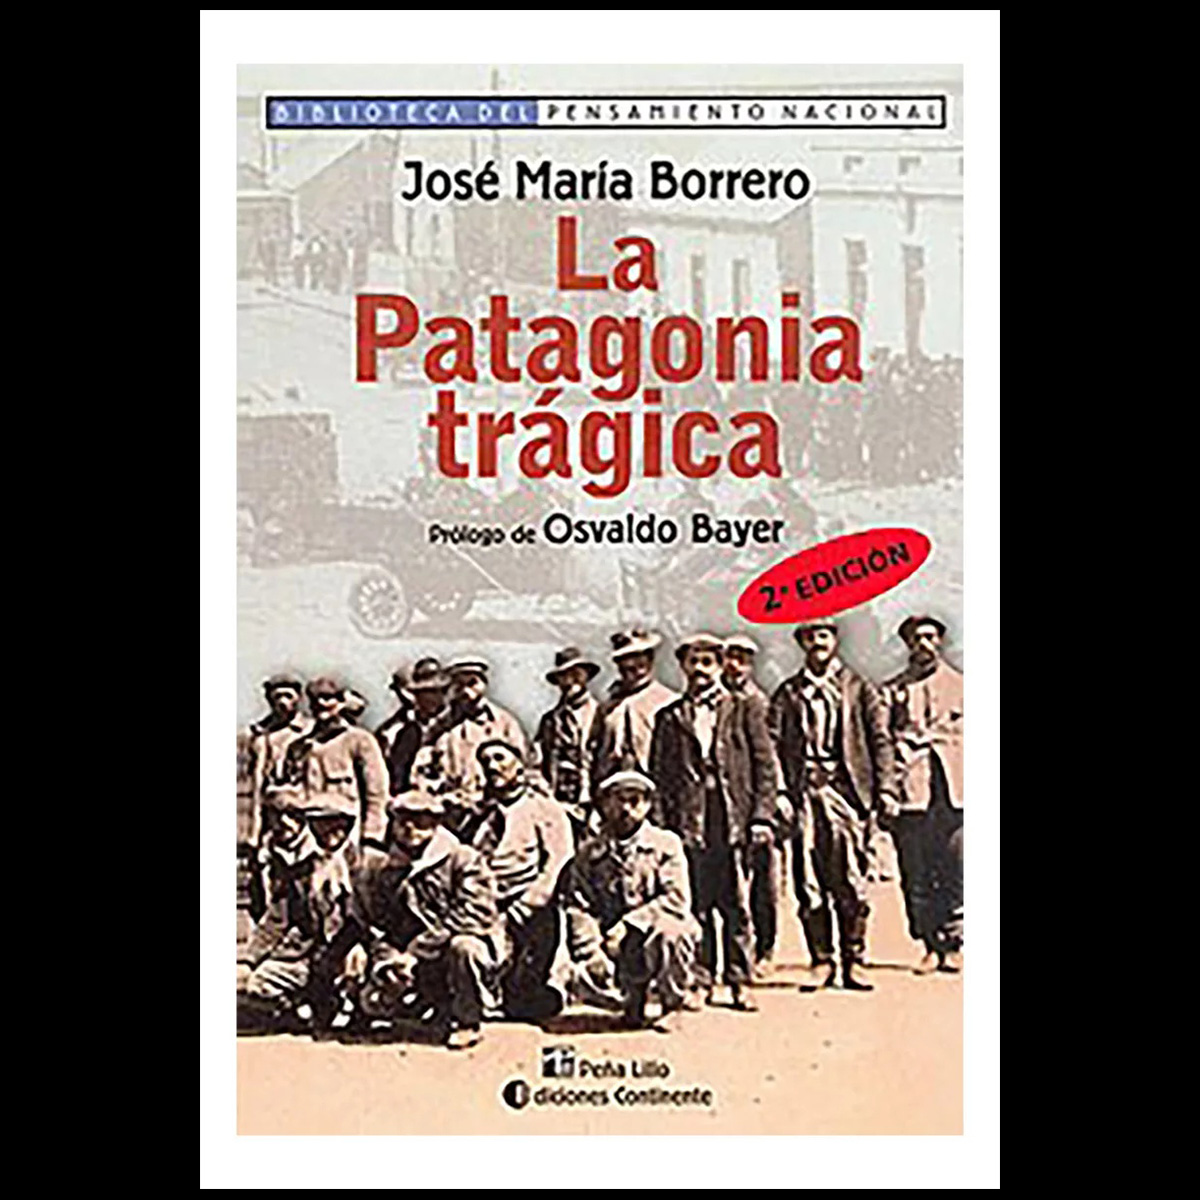 BIBLIOTECA DEL PENSAMIENTO NACIONAL
José María Borrero
La
Patagonia
trágica
Prólogo de Osvaldo Bayer
2ª EDICIÓN
Peña Lillo
Ediciones Continente